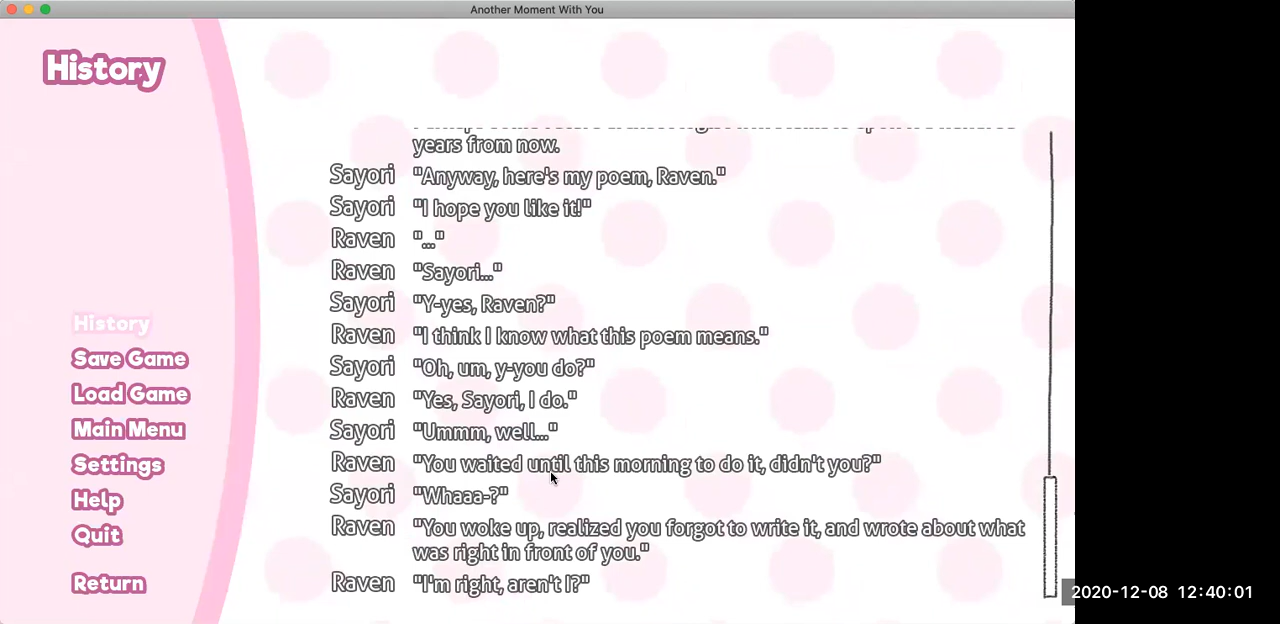 Another Moment With You
History
years from now.
Sayori "Anyway, here's my poem, Raven."
Sayori "I hope you like it!"
Raven "..."
Raven "Sayori..."
Sayori "Y-yes, Raven?"
Raven "I think I know what this poem means."
Sayori "Oh, um, y-you do?"
Raven "Yes, Sayori, I do."
Sayori "Ummm, well..."
Raven "You waited until this morning to do it, didn't you?"
Sayori "Whaaa-?"
Raven "You woke up, realized you forgot to write it, and wrote about what
was right in front of you."
Raven "I'm right, aren't I?"
History
Save Game
Load Game
Main Menu
Settings
Help
Quit
Return
2020-12-08 12:40:01